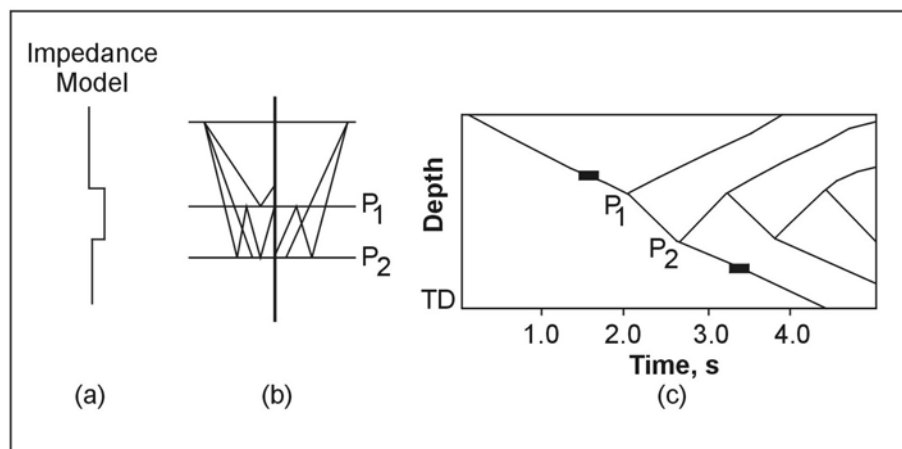 Impedance
Model
P1
P2
(a)
(b)
Depth
P1
P2
TD
1.0 2.0 3.0 4.0
Time, s
(c)